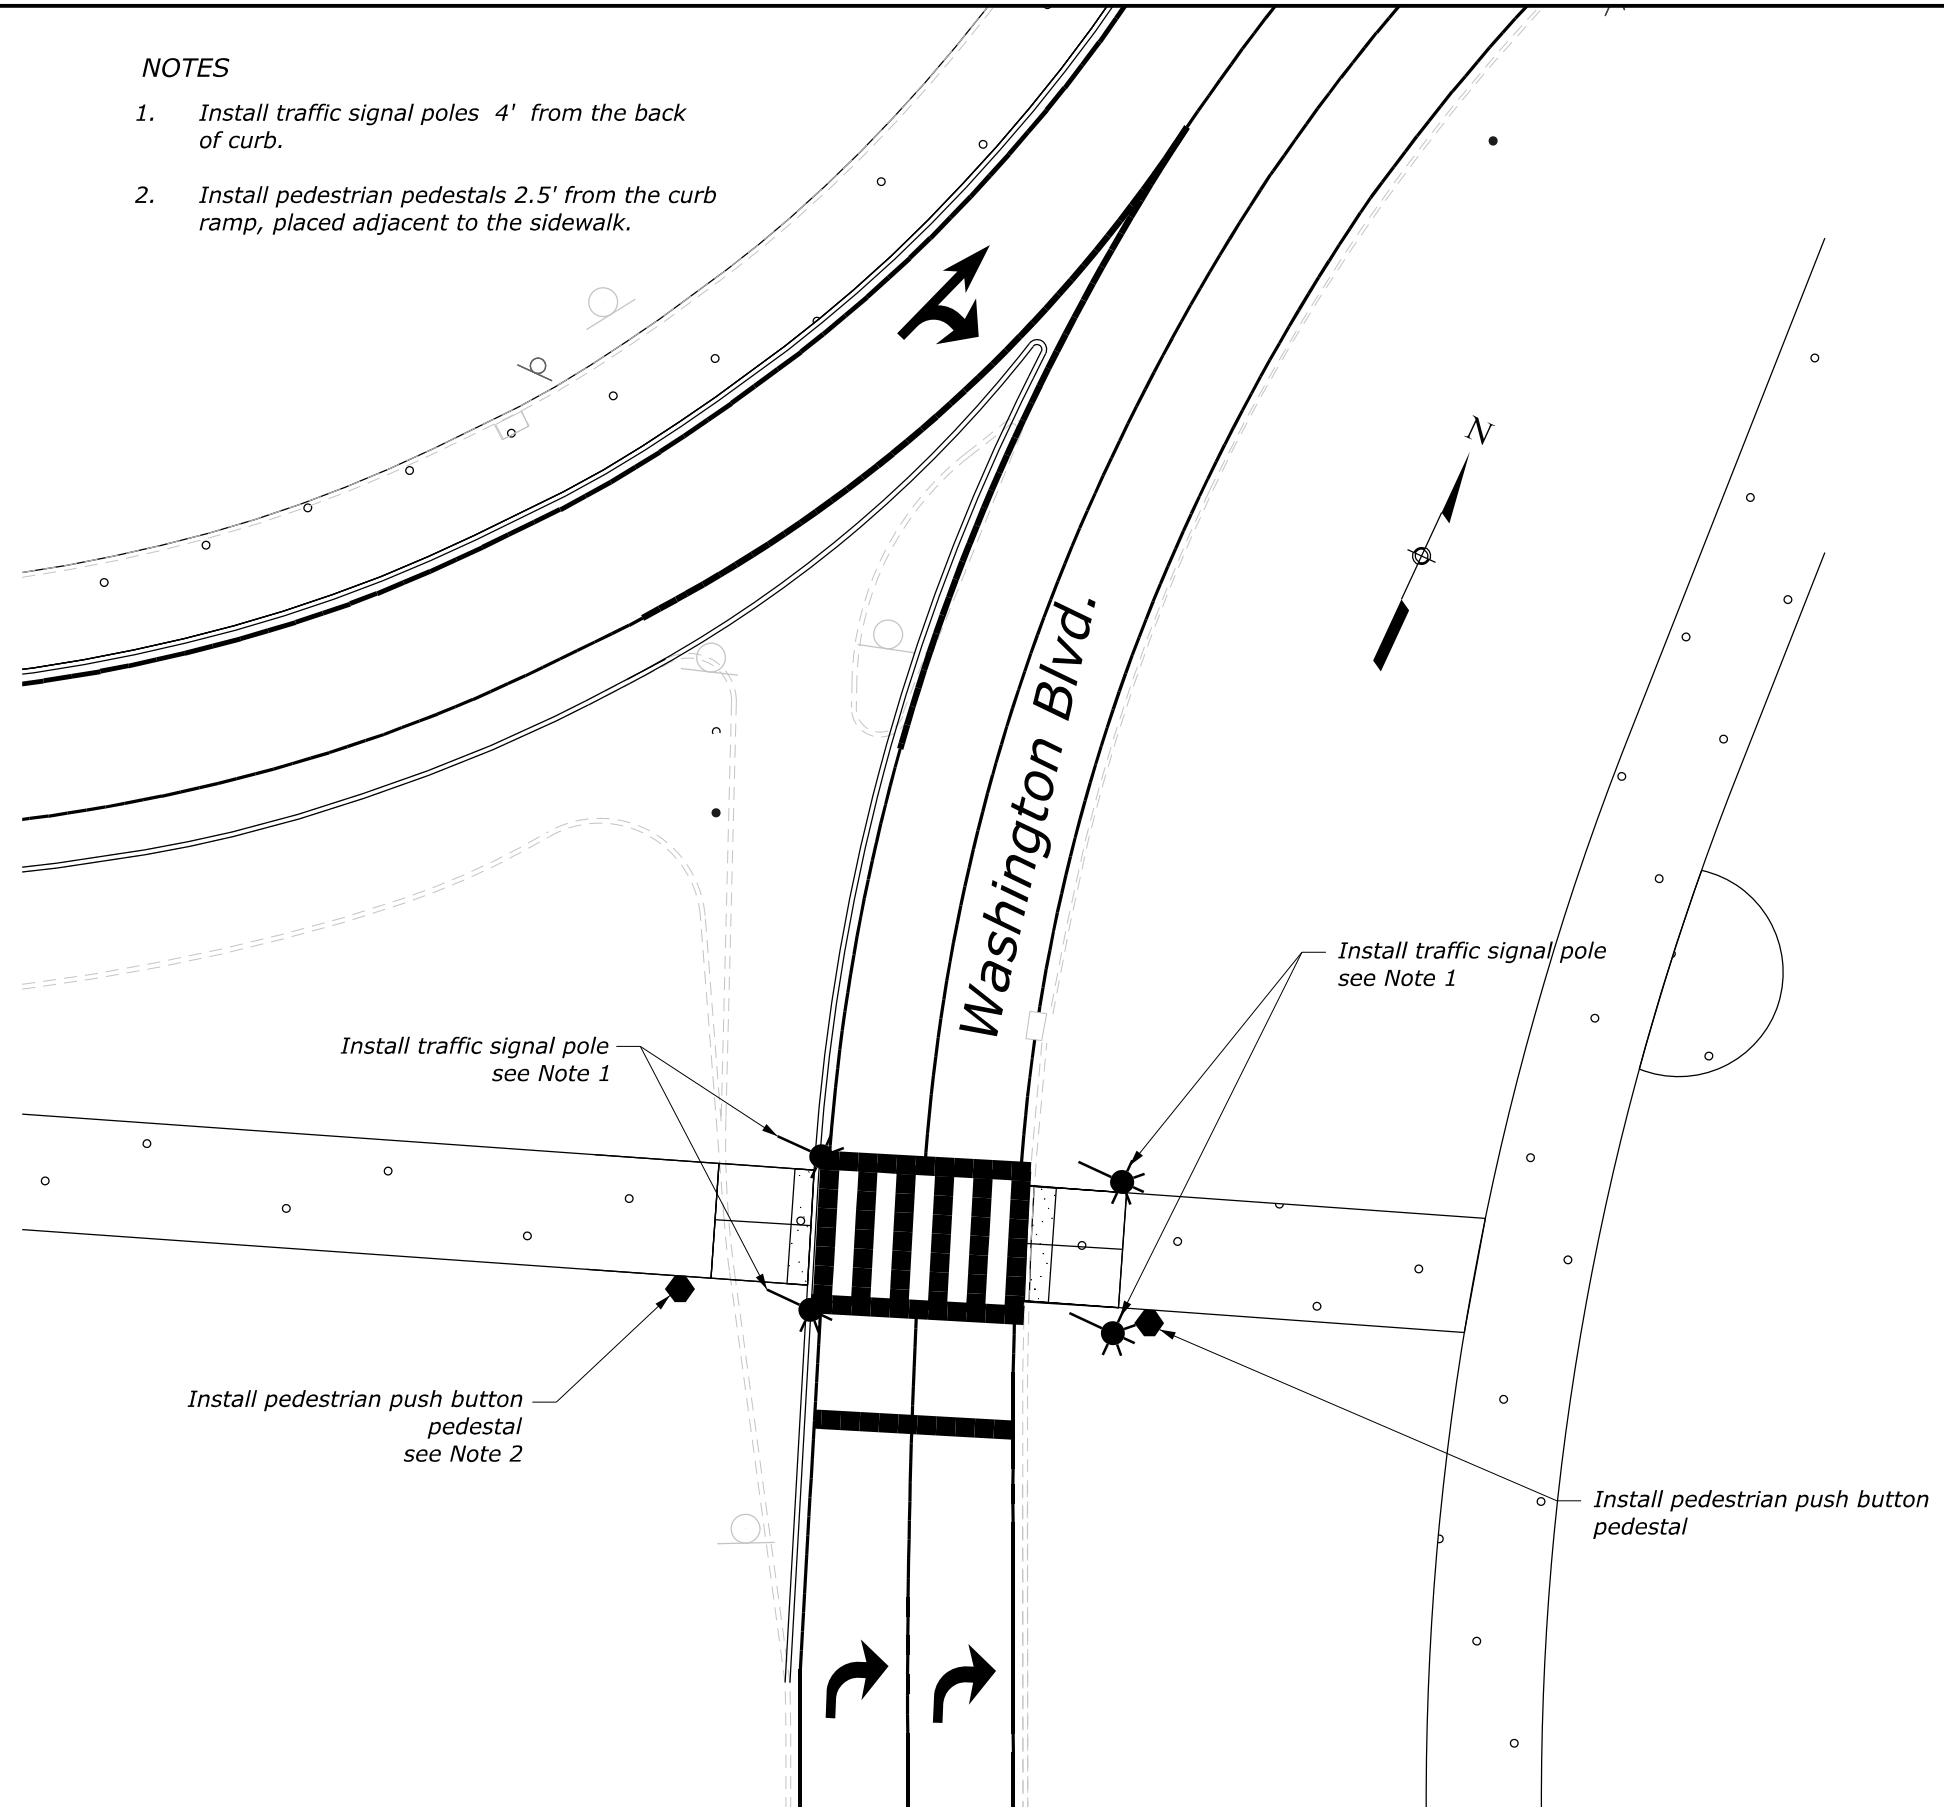 NOTES
1. Install traffic signal poles 4' from the back
of curb.
2. Install pedestrian pedestals 2.5' from the curb
ramp, placed adjacent to the sidewalk.
N
Washington Blvd.
Install traffic signal pole
see Note 1
Install traffic signal pole
see Note 1
Install pedestrian push button
pedestal
see Note 2
Install pedestrian push button
pedestal